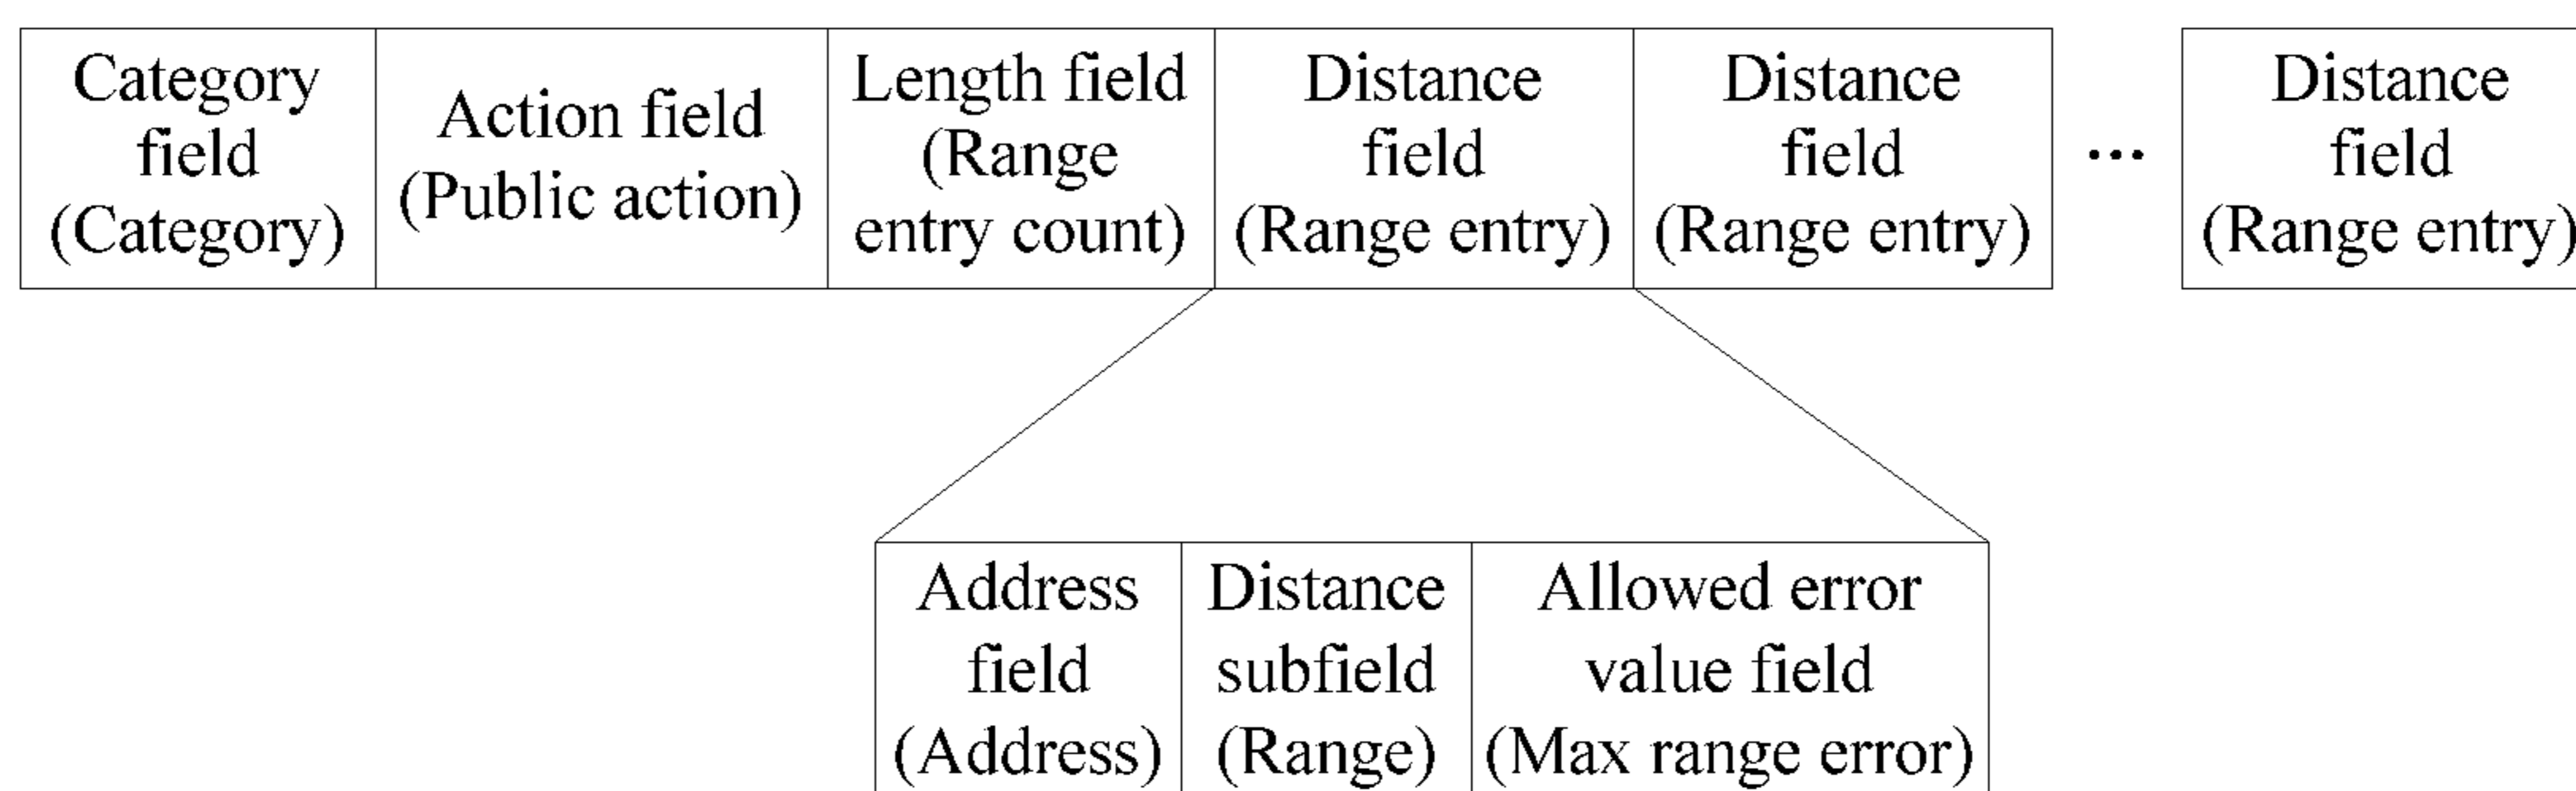 Category
field
(Category)
Action field
(Public action)
Length field
(Range
entry count)
Distance
field
(Range entry)
Distance
field
(Range entry)
...
Distance
field
(Range entry)
Address
field
(Address)
Distance
subfield
(Range)
Allowed error
value field
(Max range error)